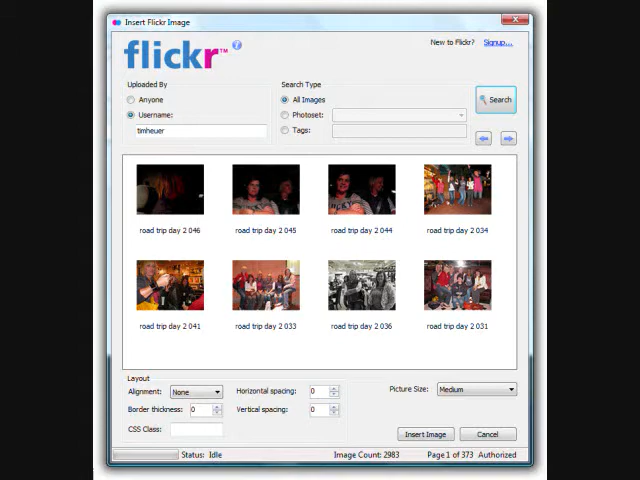 Insert Flickr Image
flickr™
?
New to Flickr? Signup...
Uploaded By
Search Type
Anyone
All Images
Search
Username:
Photoset:
timheuer
Tags:
road trip day 2 046
road trip day 2 045
road trip day 2 044
road trip day 2 034
road trip day 2 041
road trip day 2 033
road trip day 2 036
road trip day 2 031
Layout
Alignment: None
Horizontal spacing: 0
Picture Size: Medium
Border thickness: 0
Vertical spacing: 0
CSS Class:
Insert Image
Cancel
Status: Idle
Image Count: 2983
Page 1 of 373
Authorized